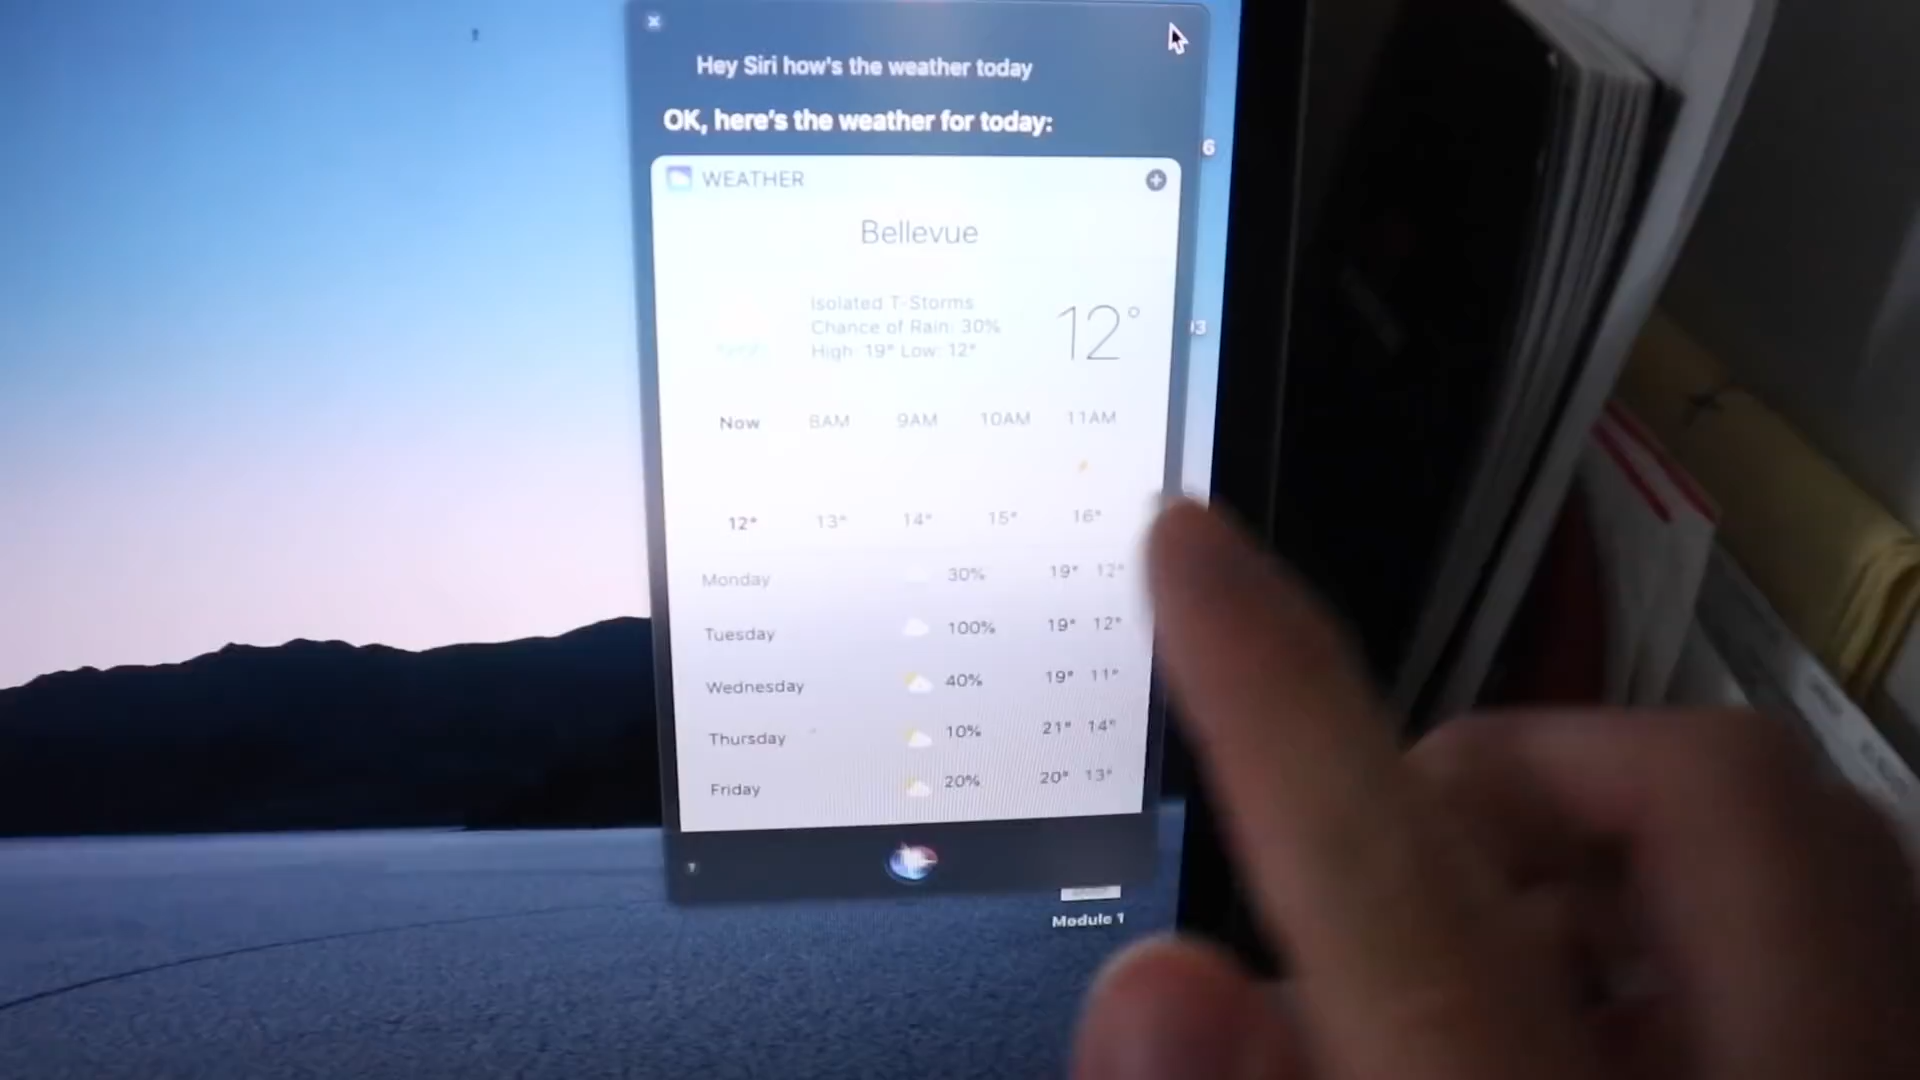 Hey Siri how's the weather today
OK, here's the weather for today:
WEATHER
6
Bellevue
Isolated T-Storms
Chance of Rain: 30%
High: 19° Low: 12°
12°
Now 8AM 9AM 10AM 11AM
12° 13° 14° 15° 16°
Monday 30% 19° 12°
Tuesday 100% 19° 12°
Wednesday 40% 19° 11°
Thursday 10% 21° 14°
Friday 20% 20° 13°
?
Module 1